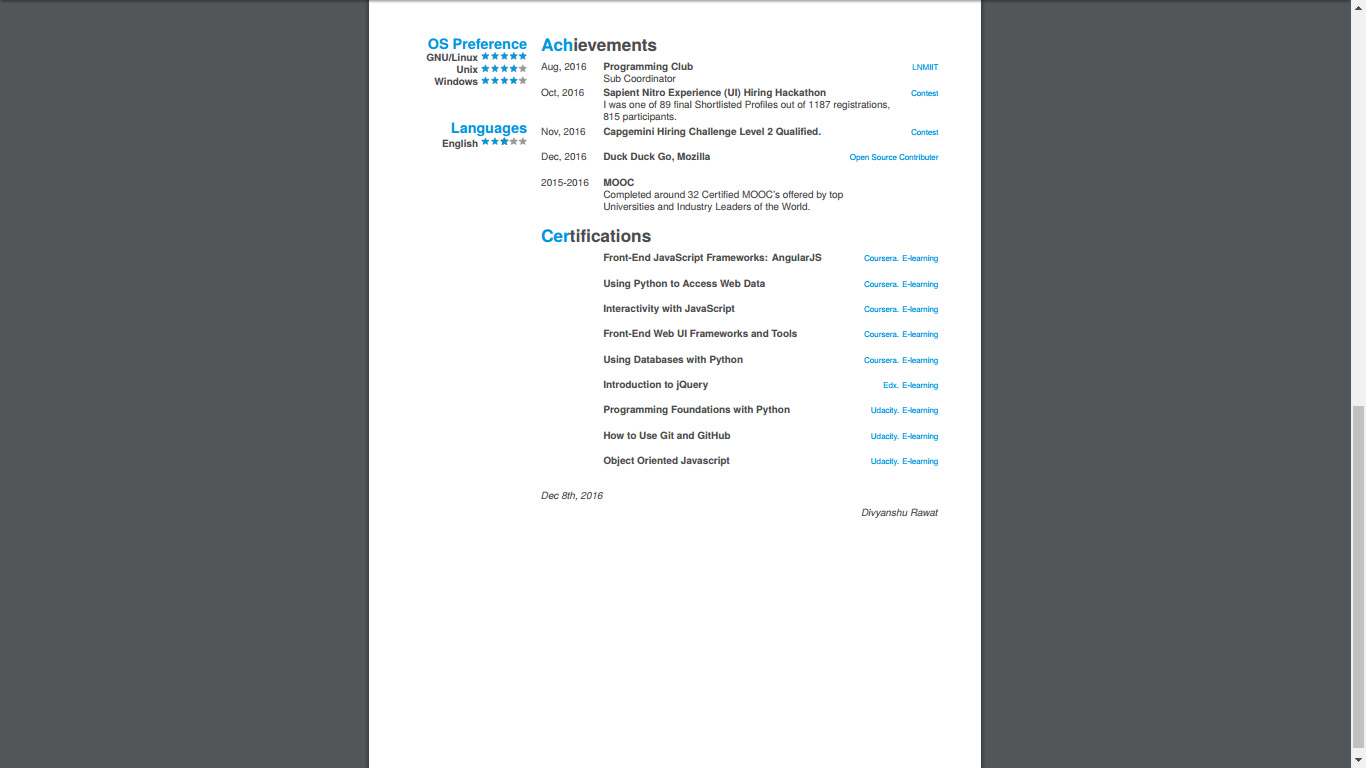 OS Preference
GNU/Linux
Unix
Windows
Languages
English
Achievements
Aug, 2016 Programming Club LNMIIT
Sub Coordinator
Oct, 2016 Sapient Nitro Experience (UI) Hiring Hackathon Contest
I was one of 89 final Shortlisted Profiles out of 1187 registrations,
815 participants.
Nov, 2016 Capgemini Hiring Challenge Level 2 Qualified. Contest
Dec, 2016 Duck Duck Go, Mozilla Open Source Contributer
2015-2016 MOOC
Completed around 32 Certified MOOC's offered by top
Universities and Industry Leaders of the World.
Certifications
Front-End JavaScript Frameworks: AngularJS Coursera. E-learning
Using Python to Access Web Data Coursera. E-learning
Interactivity with JavaScript Coursera. E-learning
Front-End Web UI Frameworks and Tools Coursera. E-learning
Using Databases with Python Coursera. E-learning
Introduction to jQuery Edx. E-learning
Programming Foundations with Python Udacity. E-learning
How to Use Git and GitHub Udacity. E-learning
Object Oriented Javascript Udacity. E-learning
Dec 8th, 2016
Divyanshu Rawat